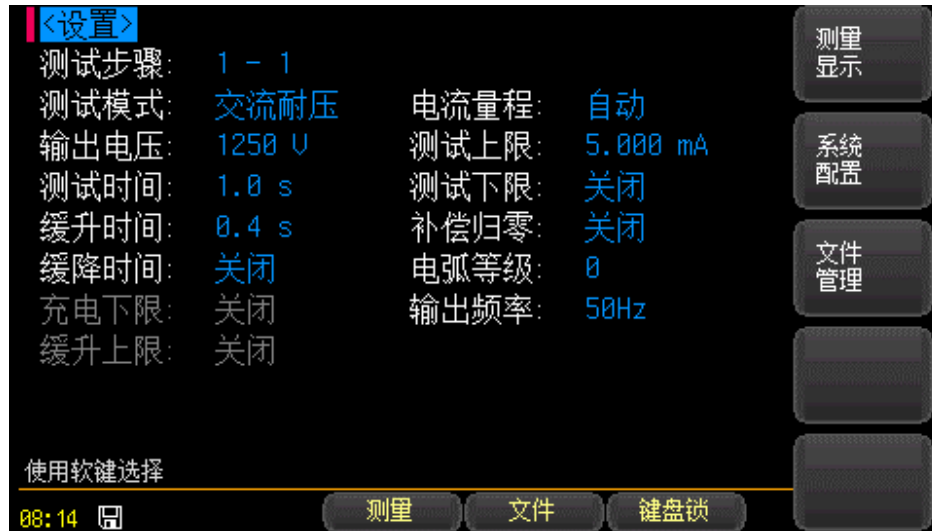 <设置>
测试步骤: 1 - 1
测试模式: 交流耐压 电流量程: 自动
输出电压: 1250 V 测试上限: 5.000 mA
测试时间: 1.0 s 测试下限: 关闭
缓升时间: 0.4 s 补偿归零: 关闭
缓降时间: 关闭 电弧等级: 0
充电下限: 关闭 输出频率: 50Hz
缓升上限: 关闭
使用软键选择
08:14
测量 文件 键盘锁
测量
显示
系统
配置
文件
管理